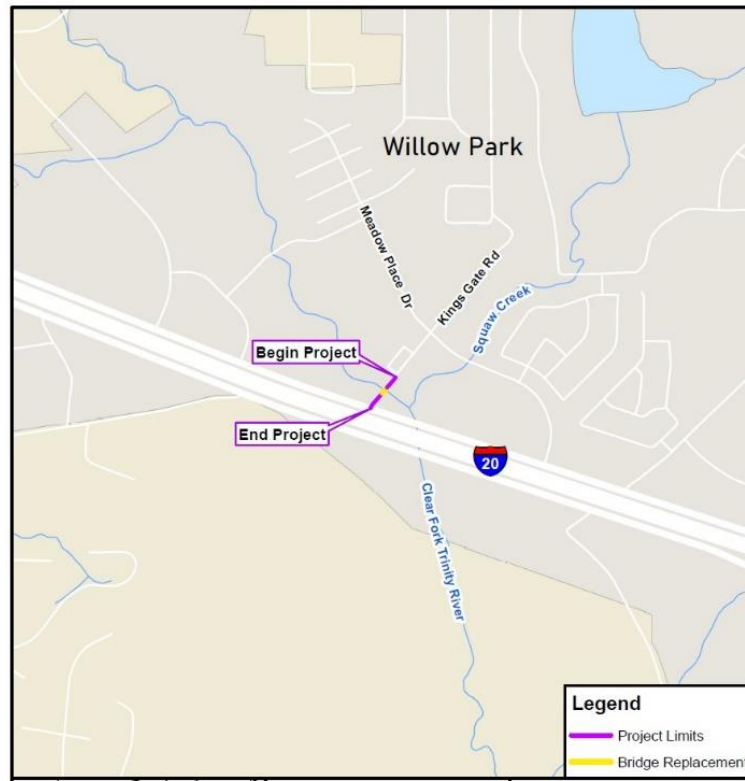 Willow Park
Meadow Place Dr
Kings Gate Rd
Squaw Creek
Begin Project
End Project
20
Clear Fork Trinity River
Legend
Project Limits
Bridge Replacement